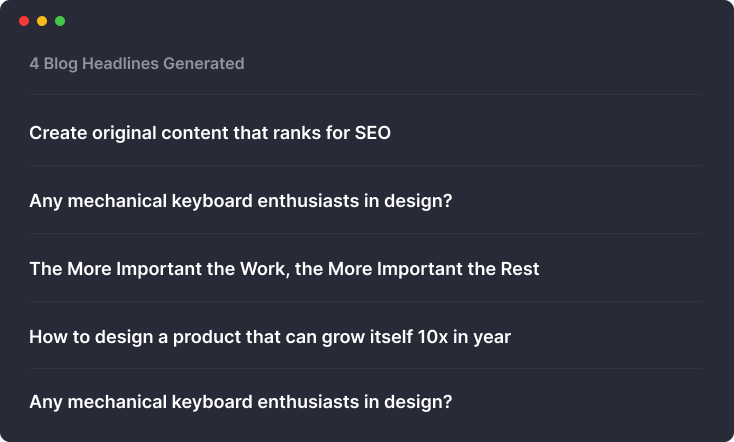 4 Blog Headlines Generated
Create original content that ranks for SEO
Any mechanical keyboard enthusiasts in design?
The More Important the Work, the More Important the Rest
How to design a product that can grow itself 10x in year
Any mechanical keyboard enthusiasts in design?